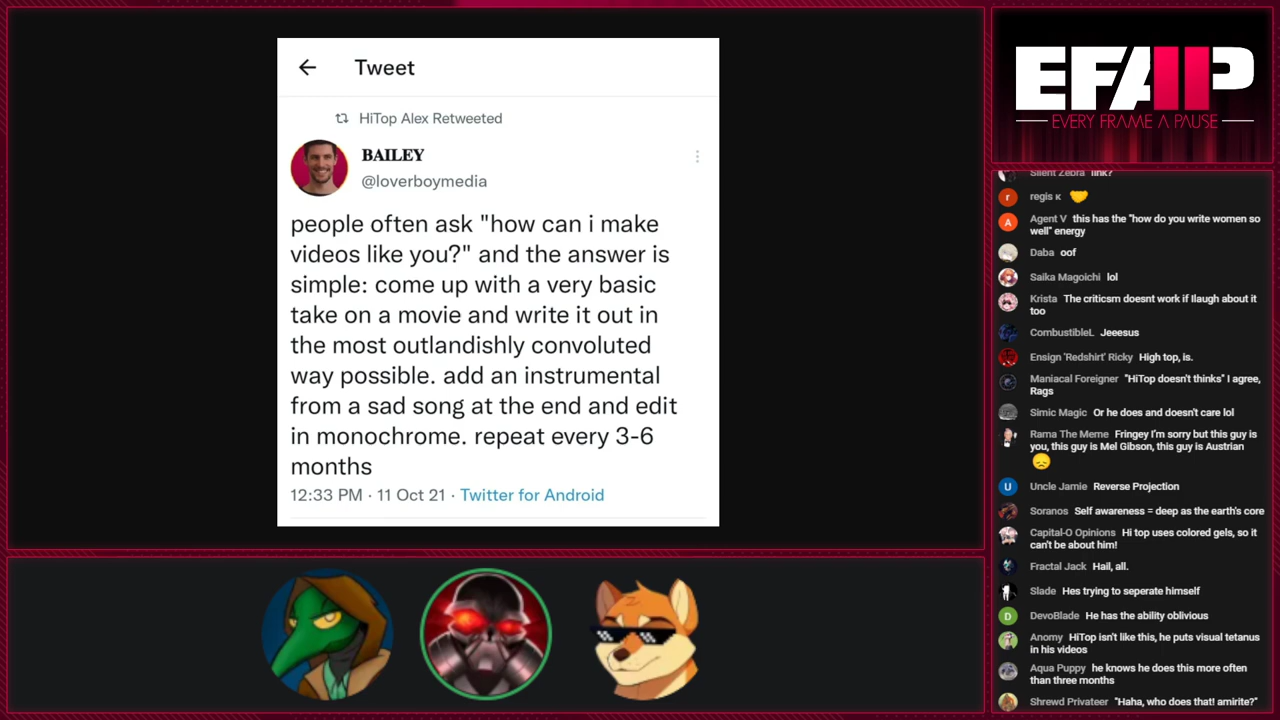 Tweet
HiTop Alex Retweeted
BAILEY
@loverboymedia
people often ask "how can i make
videos like you?" and the answer is
simple: come up with a very basic
take on a movie and write it out in
the most outlandishly convoluted
way possible. add an instrumental
from a sad song at the end and edit
in monochrome. repeat every 3-6
months
12:33 PM · 11 Oct 21 · Twitter for Android
EFAP
EVERY FRAME A PAUSE
Silent Zebra link?
r
regis к
A
Agent V this has the "how do you write women so
well" energy
Daba oof
Saika Magoichi lol
Krista The criticsm doesnt work if Ilaugh about it
too
CombustibleL Jeeesus
Ensign 'Redshirt' Ricky High top, is.
Maniacal Foreigner "HiTop doesn't thinks" I agree,
Rags
Simic Magic Or he does and doesn't care lol
Rama The Meme Fringey I'm sorry but this guy is
you, this guy is Mel Gibson, this guy is Austrian
U
Uncle Jamie Reverse Projection
Soranos Self awareness = deep as the earth's core
Capital-O Opinions Hi top uses colored gels, so it
can't be about him!
Fractal Jack Hail, all.
Slade Hes trying to seperate himself
D
DevoBlade He has the ability oblivious
Anomy HiTop isn't like this, he puts visual tetanus
in his videos
Aqua Puppy he knows he does this more often
than three months
Shrewd Privateer "Haha, who does that! amirite?"